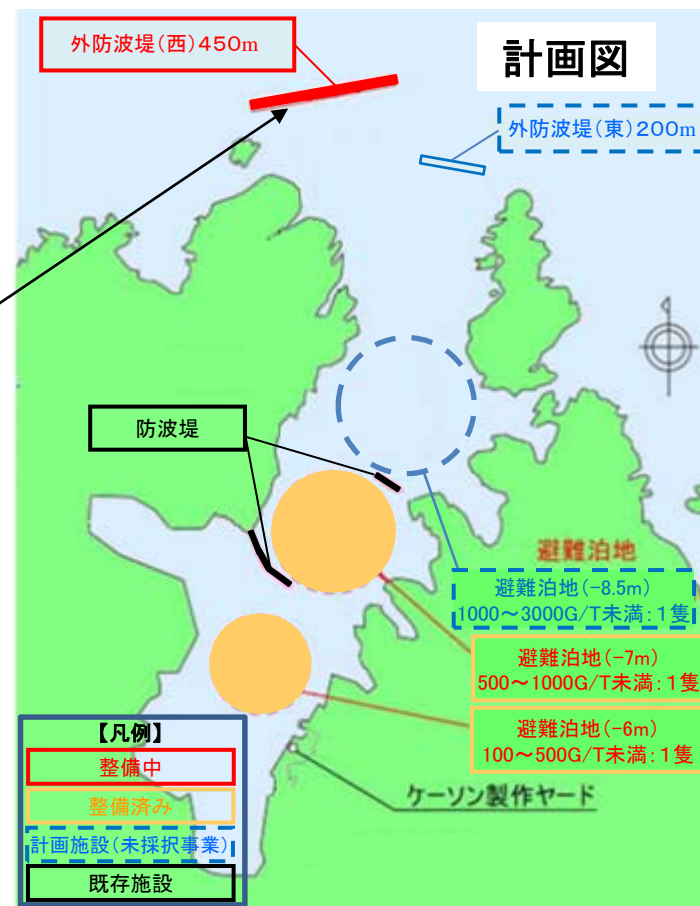 外防波堤(西)450m
計画図
外防波堤(東)200m
防波堤
避難泊地
避難泊地(-8.5m)
1000～3000G/T未満:1隻
避難泊地(-7m)
500～1000G/T未満:1隻
避難泊地(-6m)
100～500G/T未満:1隻
ケーソン製作ヤード
【凡例】
整備中
整備済み
計画施設(未採択事業)
既存施設